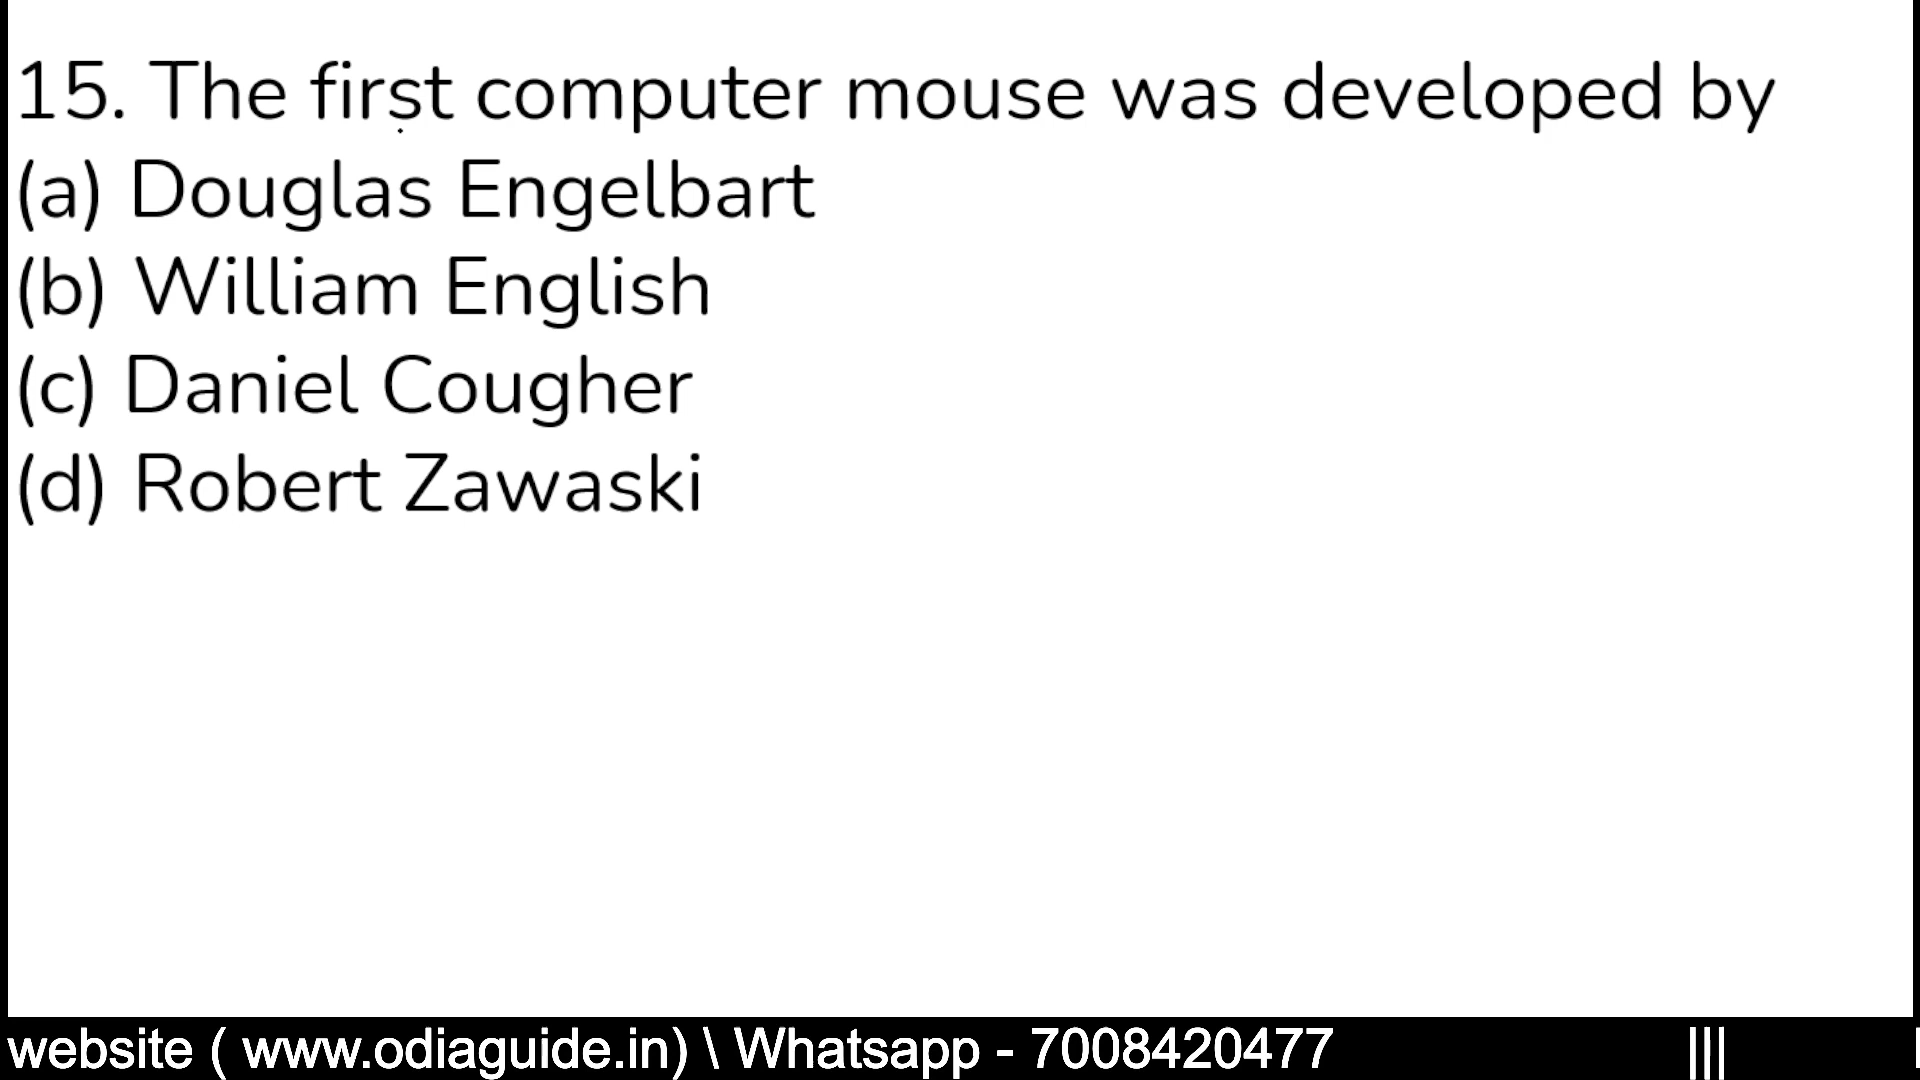 15. The first computer mouse was developed by
(a) Douglas Engelbart
(b) William English
(c) Daniel Cougher
(d) Robert Zawaski
website ( www.odiaguide.in) \ Whatsapp - 7008420477 |||